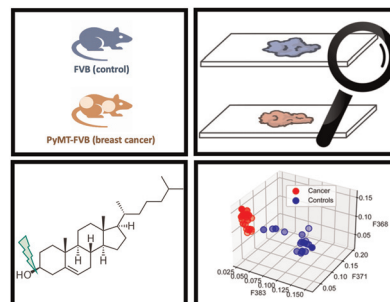 FVB (control)
PyMT-FVB (breast cancer)
H
H
H
H
HO
Cancer
Controls
0.15
0.10
0.05
F368
0.20
0.15
0.10
0.05
F371
0.025
0.050
0.075
0.100
0.125
0.150
F383